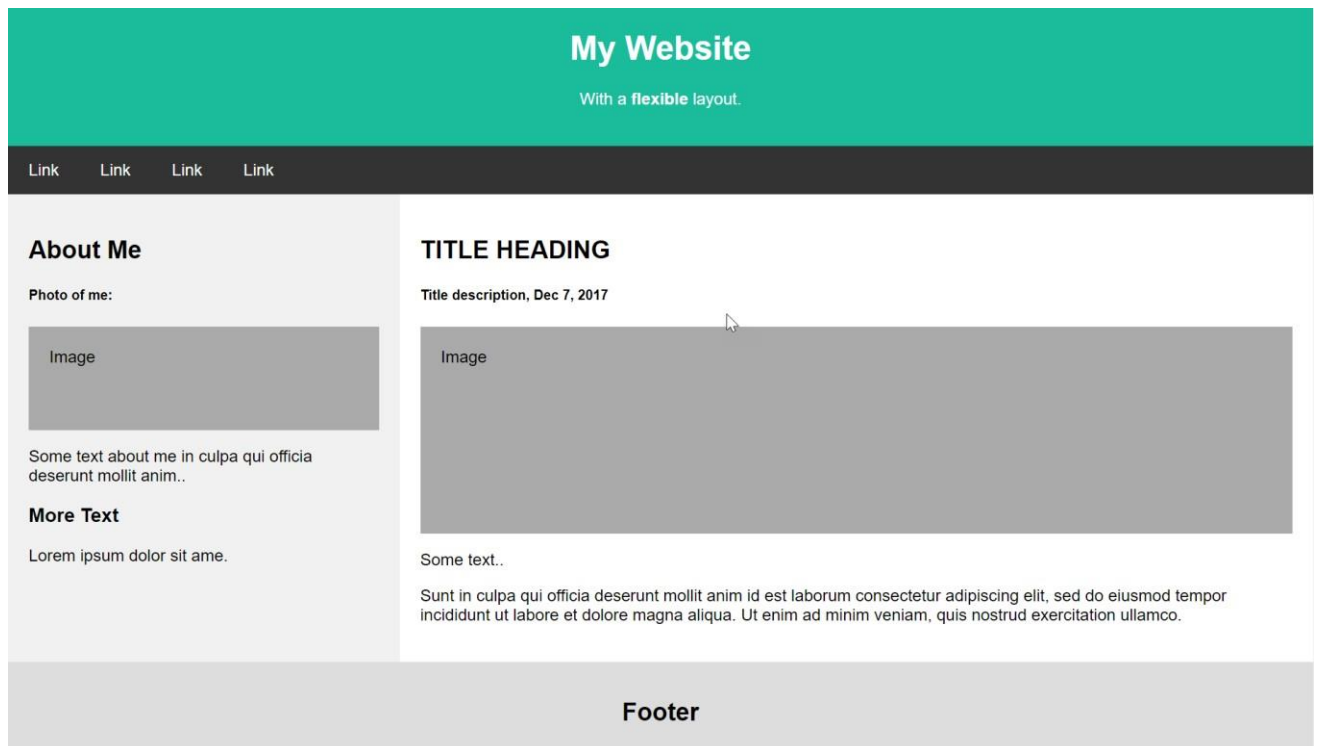 My Website
With a flexible layout.
Link Link Link Link
About Me
Photo of me:
Image
Some text about me in culpa qui officia
deserunt mollit anim..
More Text
Lorem ipsum dolor sit ame.
TITLE HEADING
Title description, Dec 7, 2017
Image
Some text..
Sunt in culpa qui officia deserunt mollit anim id est laborum consectetur adipiscing elit, sed do eiusmod tempor
incididunt ut labore et dolore magna aliqua. Ut enim ad minim veniam, quis nostrud exercitation ullamco.
Footer